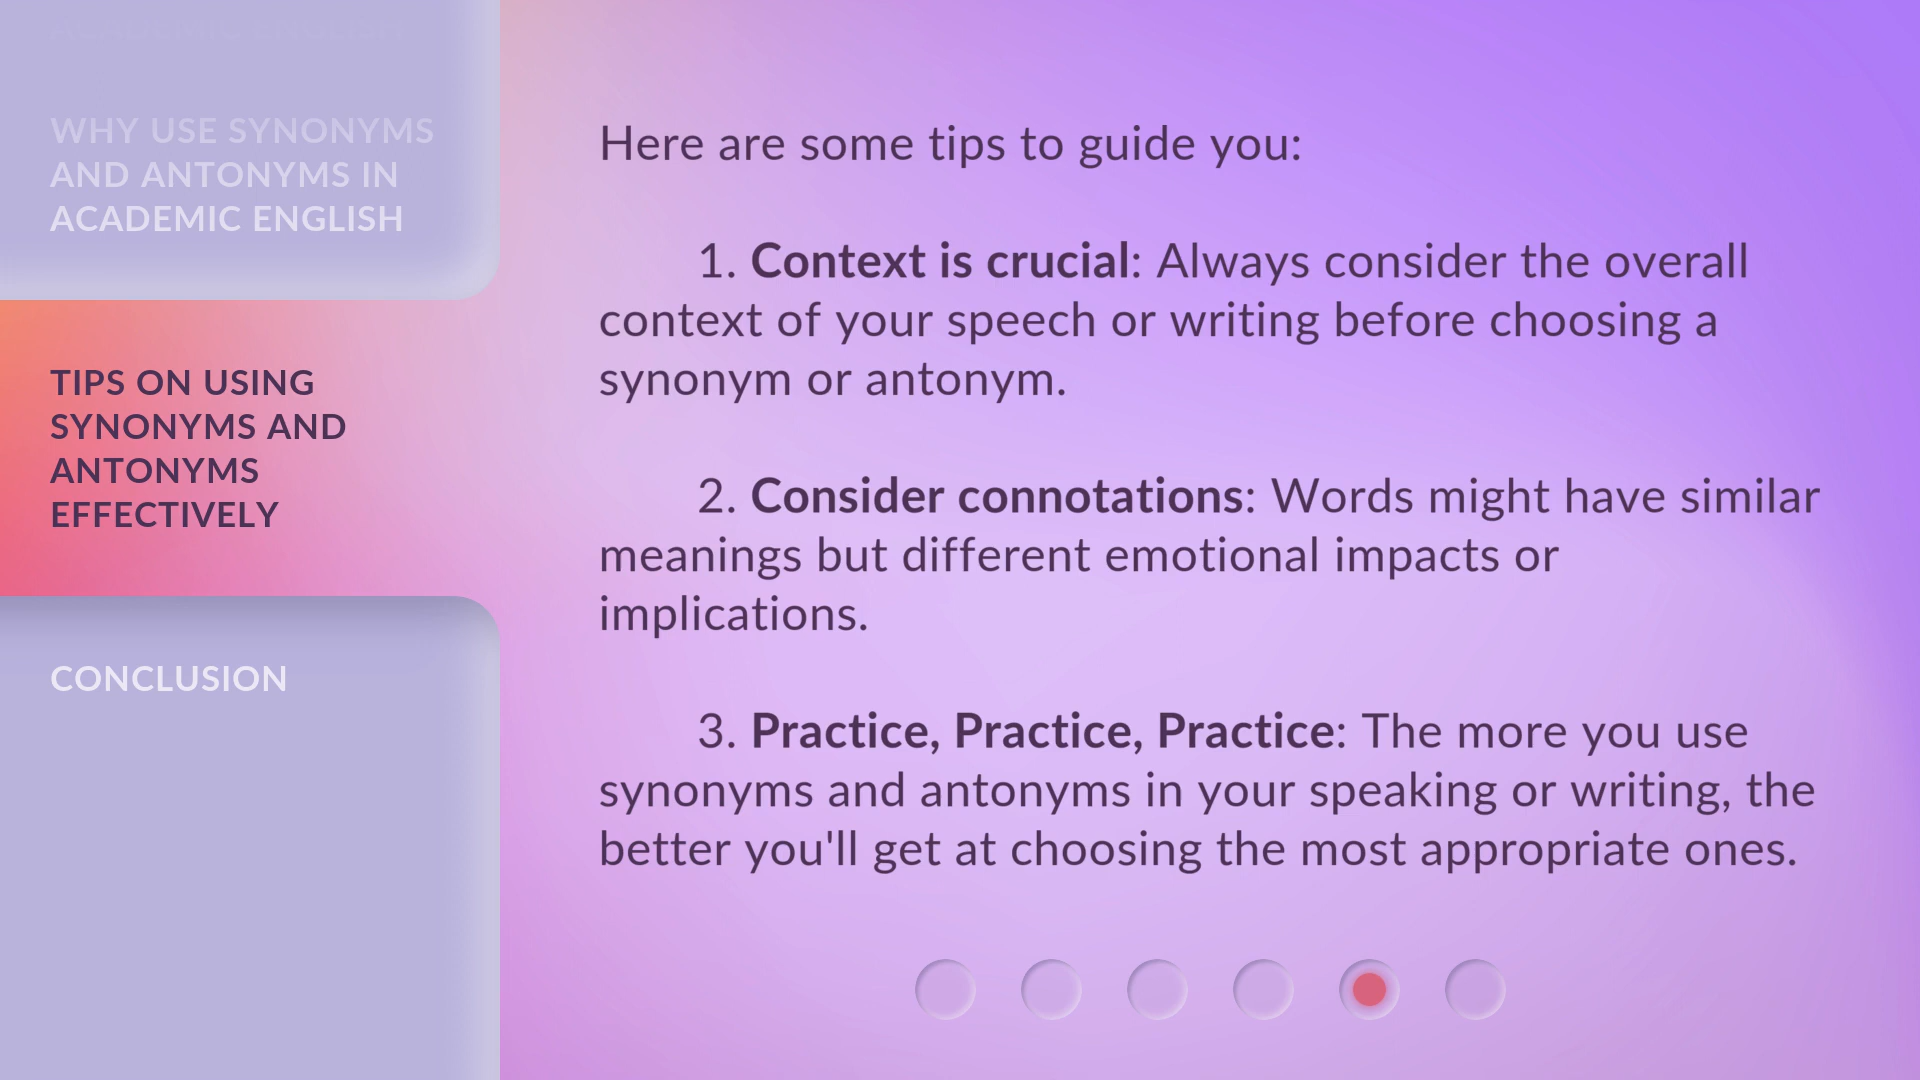 WHY USE SYNONYMS
AND ANTONYMS IN
ACADEMIC ENGLISH
TIPS ON USING
SYNONYMS AND
ANTONYMS
EFFECTIVELY
CONCLUSION
Here are some tips to guide you:
1. Context is crucial: Always consider the overall
context of your speech or writing before choosing a
synonym or antonym.
2. Consider connotations: Words might have similar
meanings but different emotional impacts or
implications.
3. Practice, Practice, Practice: The more you use
synonyms and antonyms in your speaking or writing, the
better you'll get at choosing the most appropriate ones.